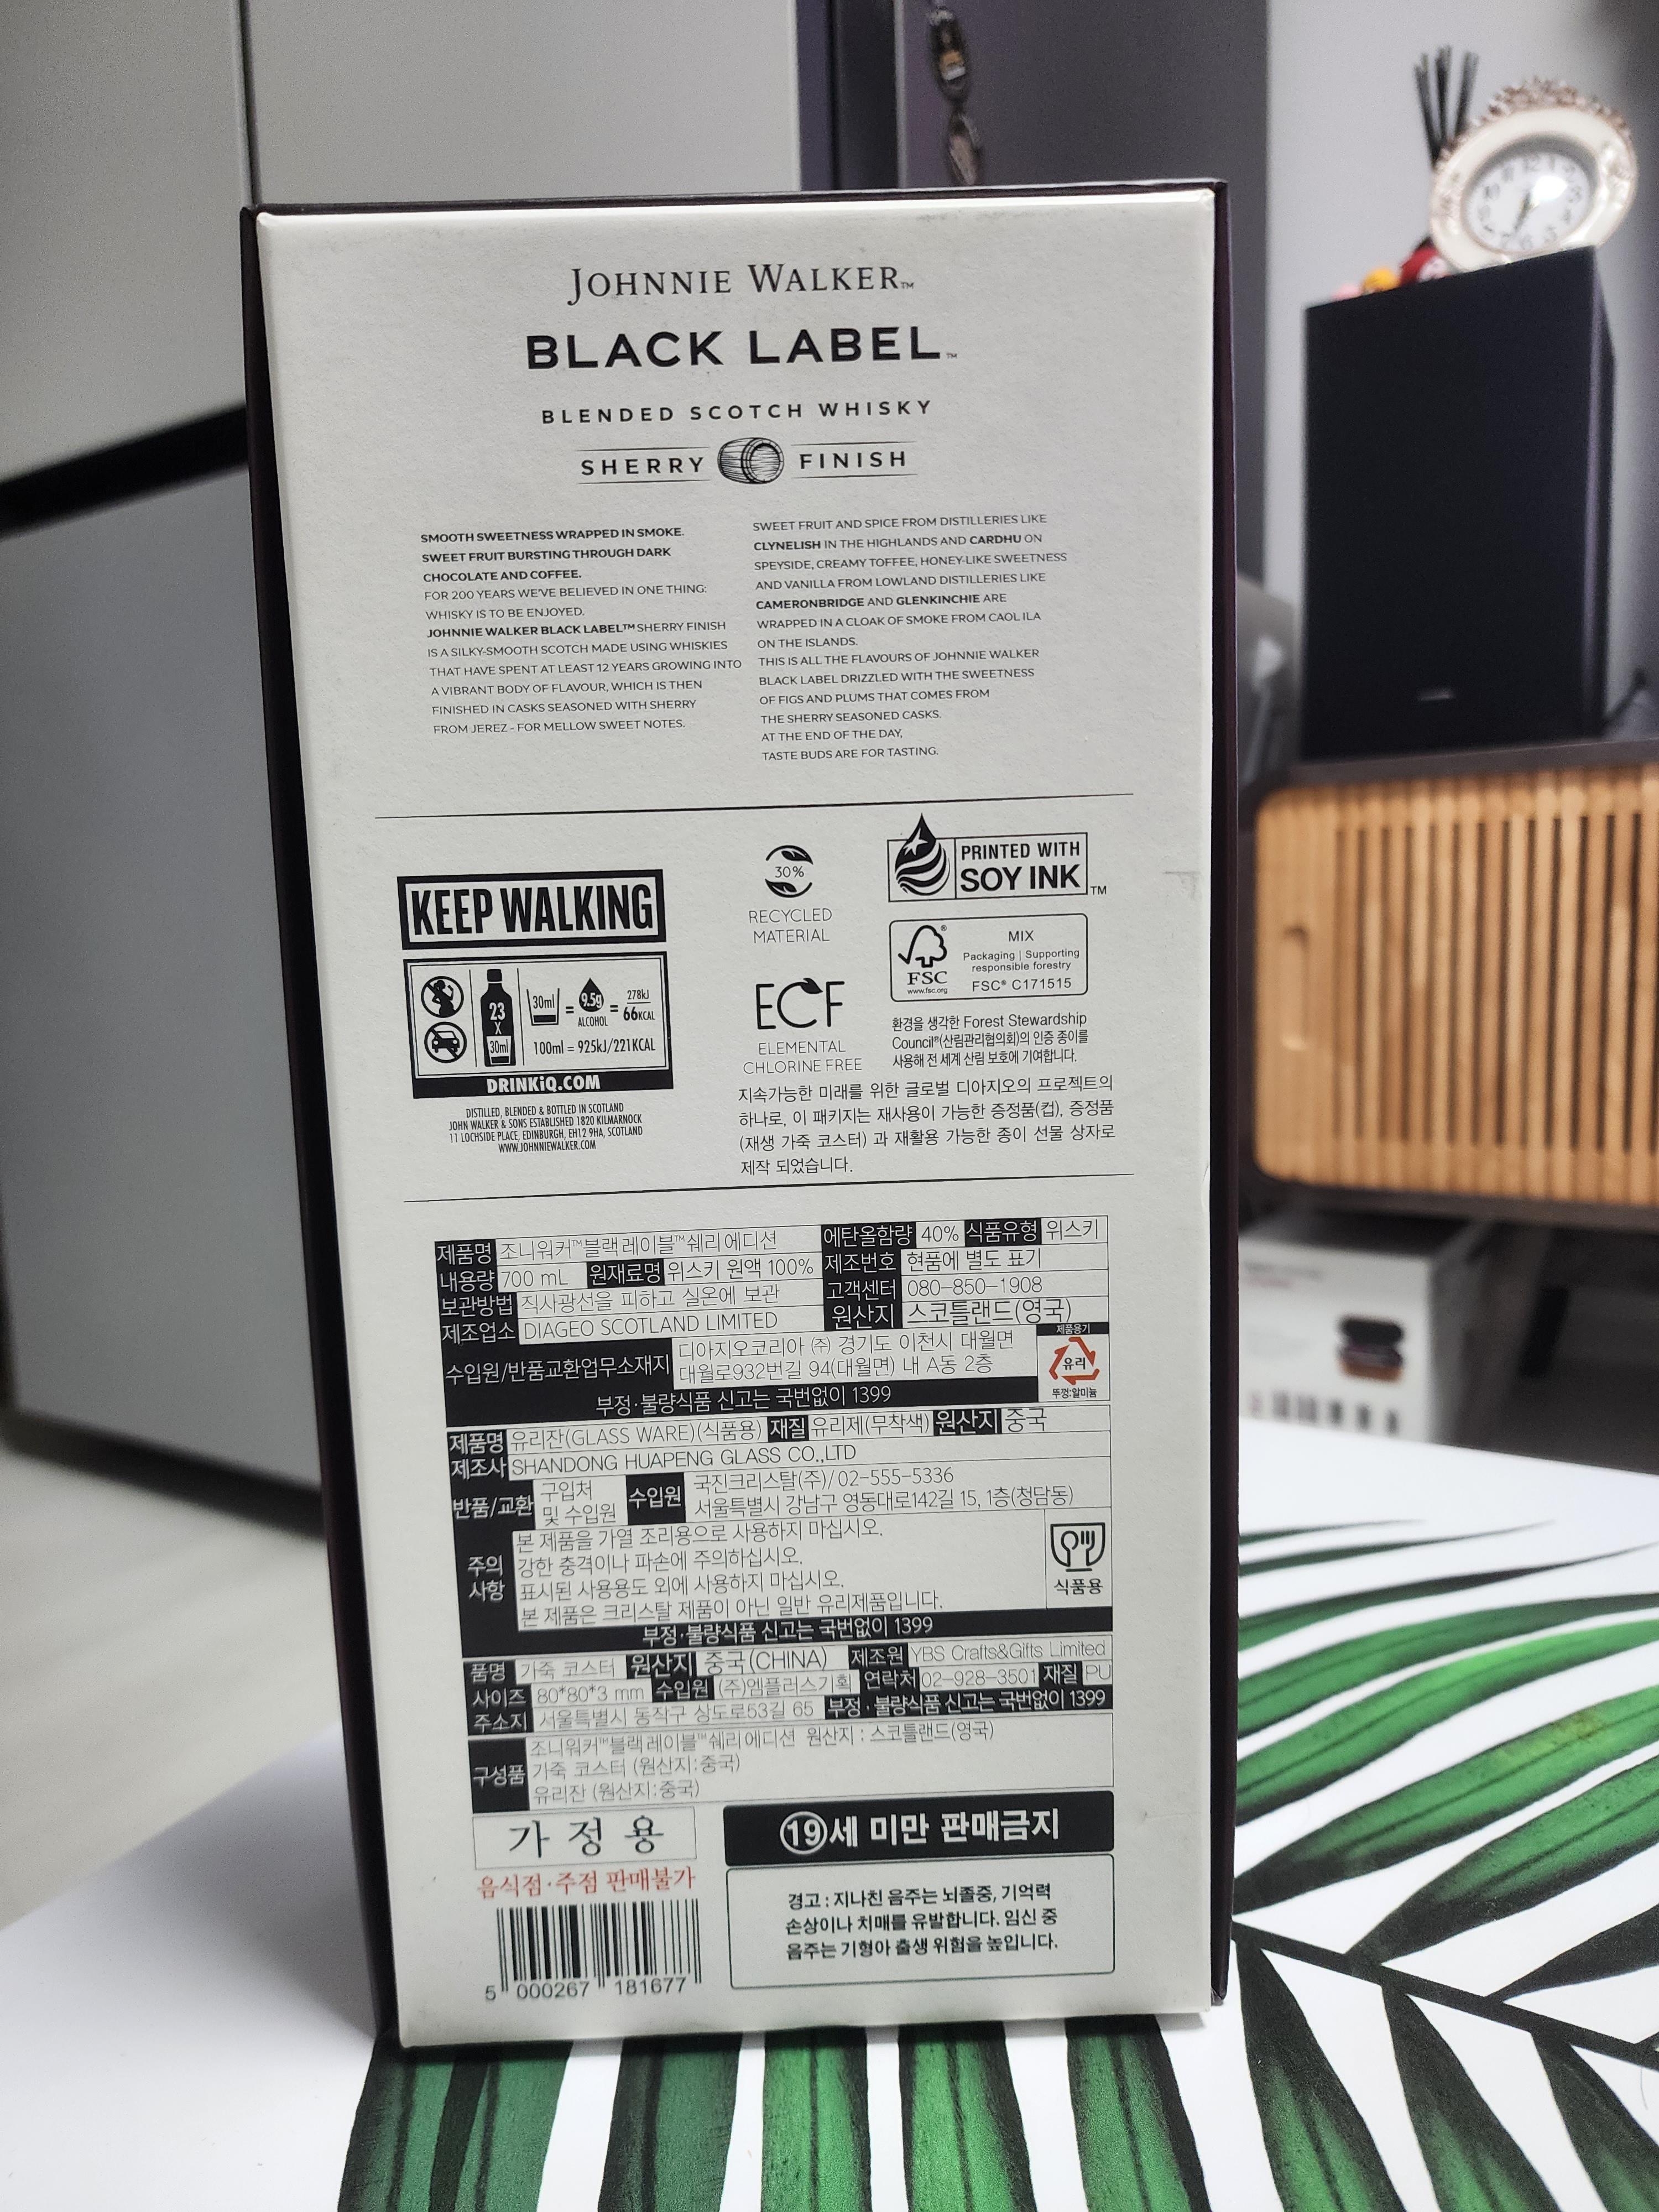 JOHNNIE WALKER™
BLACK LABEL™
BLENDED SCOTCH WHISKY
SHERRY FINISH
SMOOTH SWEETNESS WRAPPED IN SMOKE.
SWEET FRUIT BURSTING THROUGH DARK
CHOCOLATE AND COFFEE.
FOR 200 YEARS WE'VE BELIEVED IN ONE THING:
WHISKY IS TO BE ENJOYED.
JOHNNIE WALKER BLACK LABEL™ SHERRY FINISH
IS A SILKY-SMOOTH SCOTCH MADE USING WHISKIES
THAT HAVE SPENT AT LEAST 12 YEARS GROWING INTO
A VIBRANT BODY OF FLAVOUR, WHICH IS THEN
FINISHED IN CASKS SEASONED WITH SHERRY
FROM JEREZ - FOR MELLOW SWEET NOTES.
SWEET FRUIT AND SPICE FROM DISTILLERIES LIKE
CLYNELISH IN THE HIGHLANDS AND CARDHU ON
SPEYSIDE, CREAMY TOFFEE, HONEY-LIKE SWEETNESS
AND VANILLA FROM LOWLAND DISTILLERIES LIKE
CAMERONBRIDGE AND GLENKINCHIE ARE
WRAPPED IN A CLOAK OF SMOKE FROM CAOL ILA
ON THE ISLANDS.
THIS IS ALL THE FLAVOURS OF JOHNNIE WALKER
BLACK LABEL DRIZZLED WITH THE SWEETNESS
OF FIGS AND PLUMS THAT COMES FROM
THE SHERRY SEASONED CASKS.
AT THE END OF THE DAY,
TASTE BUDS ARE FOR TASTING.
KEEP WALKING
23 X 30ml
30ml = 9.5g ALCOHOL = 278kJ 66KCAL
100ml = 925kJ/221KCAL
DRINKiQ.COM
DISTILLED, BLENDED & BOTTLED IN SCOTLAND
JOHN WALKER & SONS ESTABLISHED 1820 KILMARNOCK
11 LOCHSIDE PLACE, EDINBURGH, EH12 9HA, SCOTLAND
WWW.JOHNNIEWALKER.COM
30%
RECYCLED
MATERIAL
ECF
ELEMENTAL
CHLORINE FREE
PRINTED WITH
SOY INK™
FSC®
www.fsc.org
MIX
Packaging | Supporting
responsible forestry
FSC® C171515
환경을 생각한 Forest Stewardship
Council®(산림관리협의회)의 인증 종이를
사용해 전 세계 산림 보호에 기여합니다.
지속가능한 미래를 위한 글로벌 디아지오의 프로젝트의
하나로, 이 패키지는 재사용이 가능한 증정품(컵), 증정품
(재생 가죽 코스터) 과 재활용 가능한 종이 선물 상자로
제작 되었습니다.
제품명 조니워커™블랙 레이블™쉐리 에디션 에탄올함량 40% 식품유형 위스키
내용량 700 mL 원재료명 위스키 원액 100% 제조번호 현품에 별도 표기
보관방법 직사광선을 피하고 실온에 보관 고객센터 080-850-1908
제조업소 DIAGEO SCOTLAND LIMITED 원산지 스코틀랜드(영국)
수입원/반품교환업무소재지 디아지오코리아 ㈜ 경기도 이천시 대월면
대월로932번길 94(대월면) 내 A동 2층
제품용기
유리
뚜껑:알미늄
부정·불량식품 신고는 국번없이 1399
제품명 유리잔(GLASS WARE)(식품용) 재질 유리제(무착색) 원산지 중국
제조사 SHANDONG HUAPENG GLASS CO.,LTD
반품/교환 구입처
및 수입원
수입원 국진크리스탈(주)/02-555-5336
서울특별시 강남구 영동대로142길 15, 1층(청담동)
주의
사항
본 제품을 가열 조리용으로 사용하지 마십시오.
강한 충격이나 파손에 주의하십시오.
표시된 사용용도 외에 사용하지 마십시오.
본 제품은 크리스탈 제품이 아닌 일반 유리제품입니다.
식품용
부정·불량식품 신고는 국번없이 1399
품명 가죽 코스터 원산지 중국(CHINA) 제조원 YBS Crafts&Gifts Limited
사이즈 80*80*3 mm 수입원 (주)엠플러스기획 연락처 02-928-3501 재질 PU
주소지 서울특별시 동작구 상도로53길 65 부정·불량식품 신고는 국번없이 1399
구성품
조니워커™블랙 레이블™쉐리 에디션 원산지 : 스코틀랜드(영국)
가죽 코스터 (원산지:중국)
유리잔 (원산지:중국)
가 정 용
음식점·주점 판매불가
5 000267 181677
19세 미만 판매금지
경고 : 지나친 음주는 뇌졸중, 기억력
손상이나 치매를 유발합니다. 임신 중
음주는 기형아 출생 위험을 높입니다.